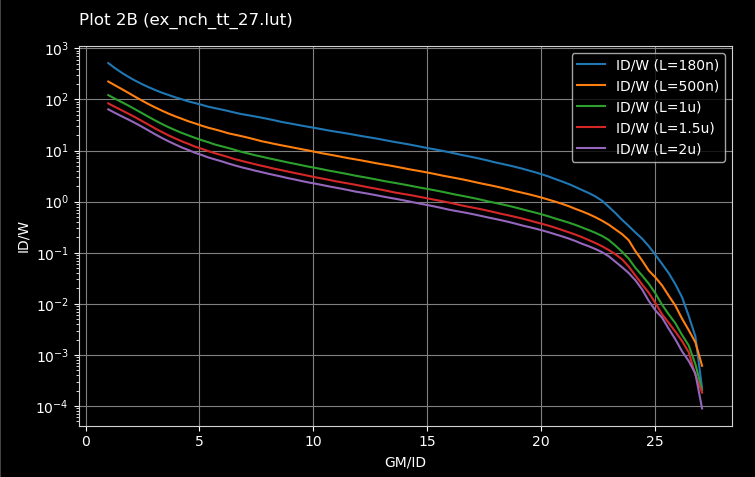 Plot 2B (ex_nch_tt_27.lut)
10³
10²
10¹
10⁰
10⁻¹
10⁻²
10⁻³
10⁻⁴
ID/W
ID/W (L=180n)
ID/W (L=500n)
ID/W (L=1u)
ID/W (L=1.5u)
ID/W (L=2u)
0 5 10 15 20 25
GM/ID